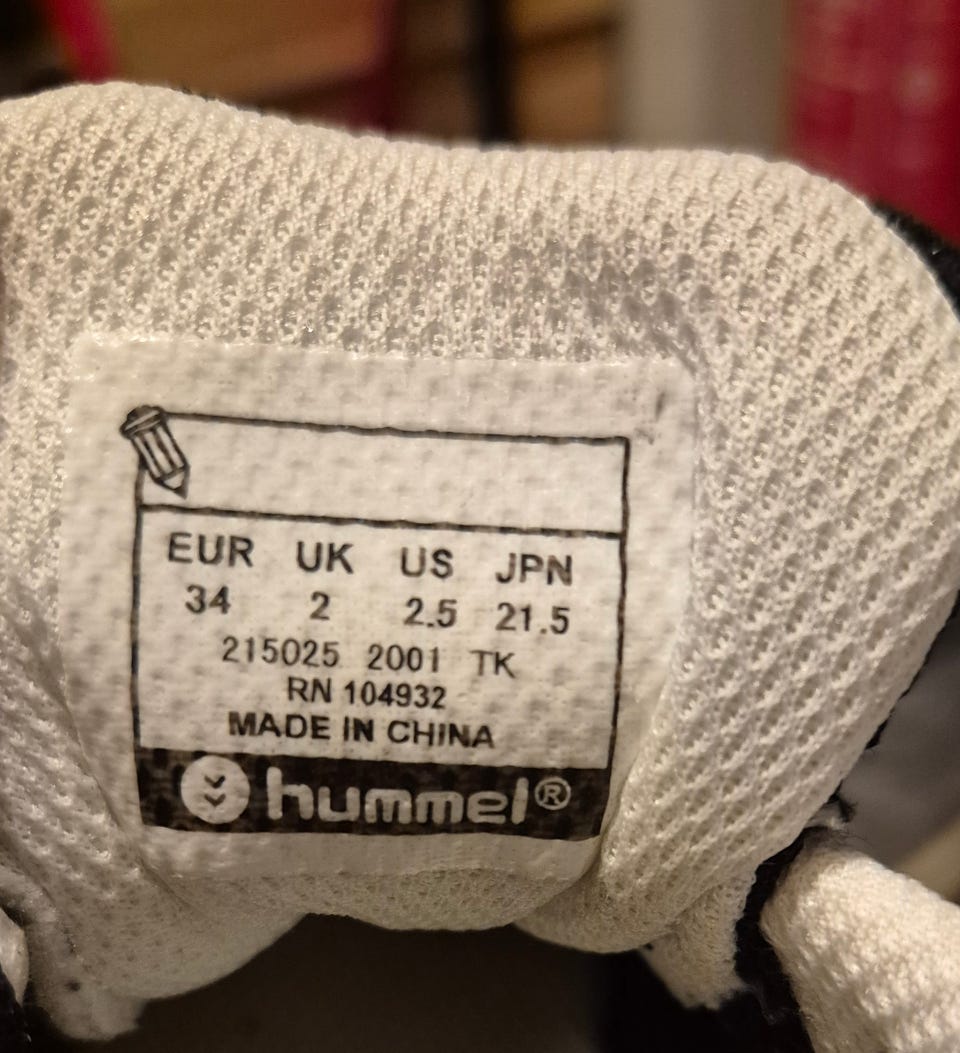 EUR UK US JPN
34 2 2.5 21.5
215025 2001 TK
RN 104932
MADE IN CHINA
hummel®